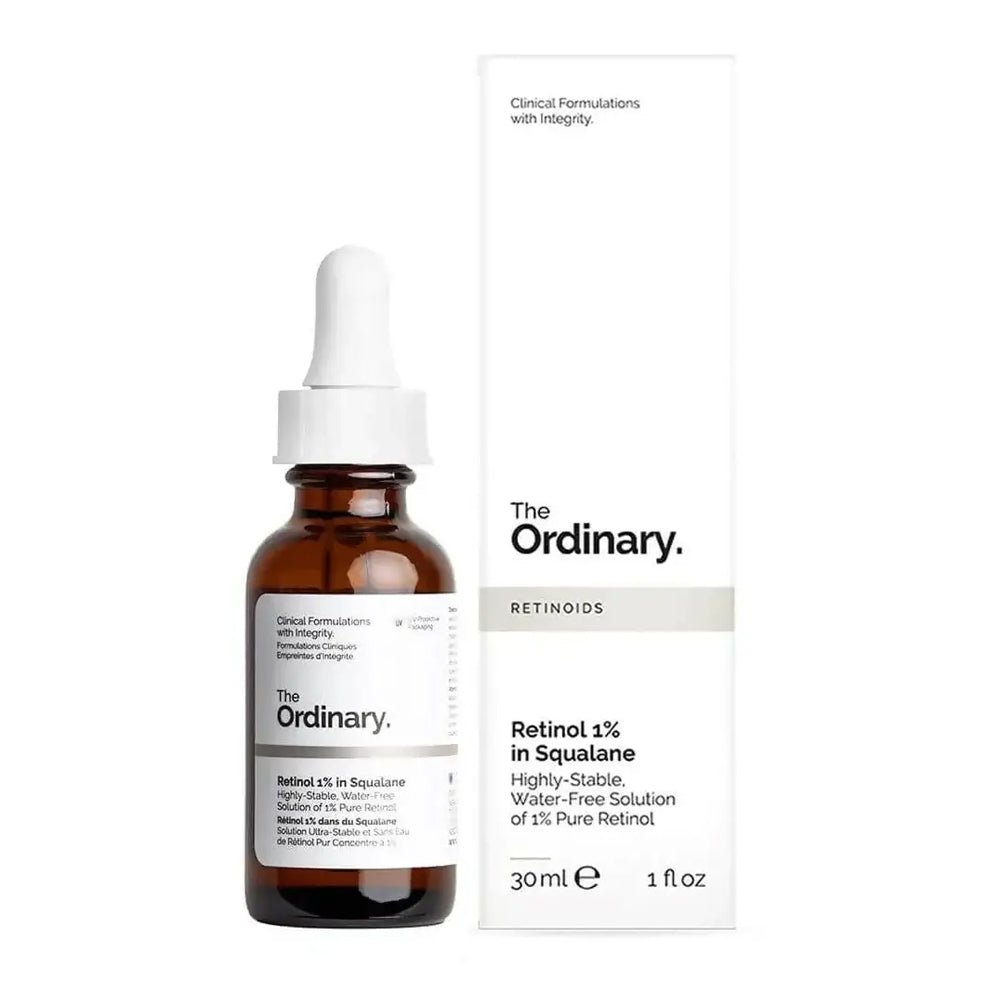 Clinical Formulations
with Integrity.
Formulations Cliniques
Empreintes d'Intégrité.
UV
Packaging
The
Ordinary.
Retinol 1% in Squalane
Highly-Stable, Water-Free
Solution of 1% Pure Retinol
Rétinol 1% dans du Squalane
Solution Ultra-Stable et Sans Eau
de Rétinol Pur Concentré à 1%
Clinical Formulations
with Integrity.
The
Ordinary.
RETINOIDS
Retinol 1%
in Squalane
Highly-Stable,
Water-Free Solution
of 1% Pure Retinol
30 ml ℮ 1 fl oz